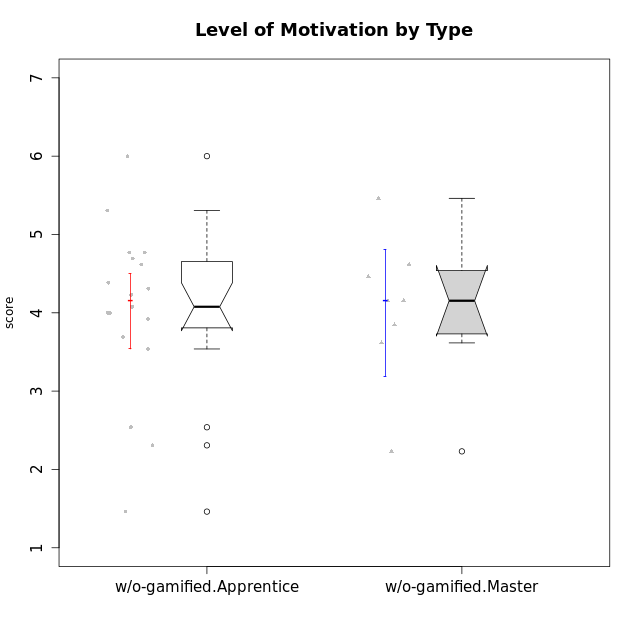 Level of Motivation by Type
score
7
6
5
4
3
2
1
w/o-gamified.Apprentice
w/o-gamified.Master